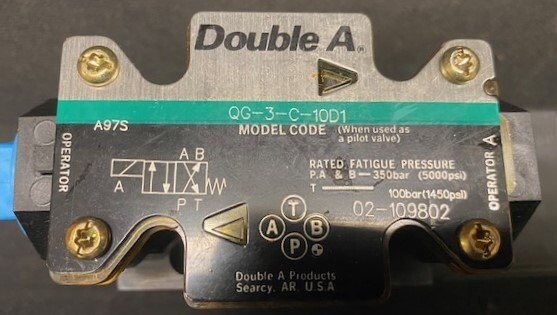 Double A®
QG-3-C-10D1
A97S
MODEL CODE (When used as a pilot valve)
OPERATOR
A B
A
P T
RATED FATIGUE PRESSURE
P.A & B-350bar (5000psi)
T 100bar(1450psi)
02-109802
OPERATOR A
T
A B
P
Double A Products
Searcy, AR. U.S.A